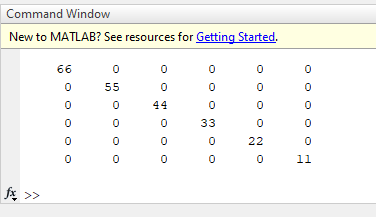 Command Window
New to MATLAB? See resources for Getting Started.
66 0 0 0 0 0
0 55 0 0 0 0
0 0 44 0 0 0
0 0 0 33 0 0
0 0 0 0 22 0
0 0 0 0 0 11
fx >>